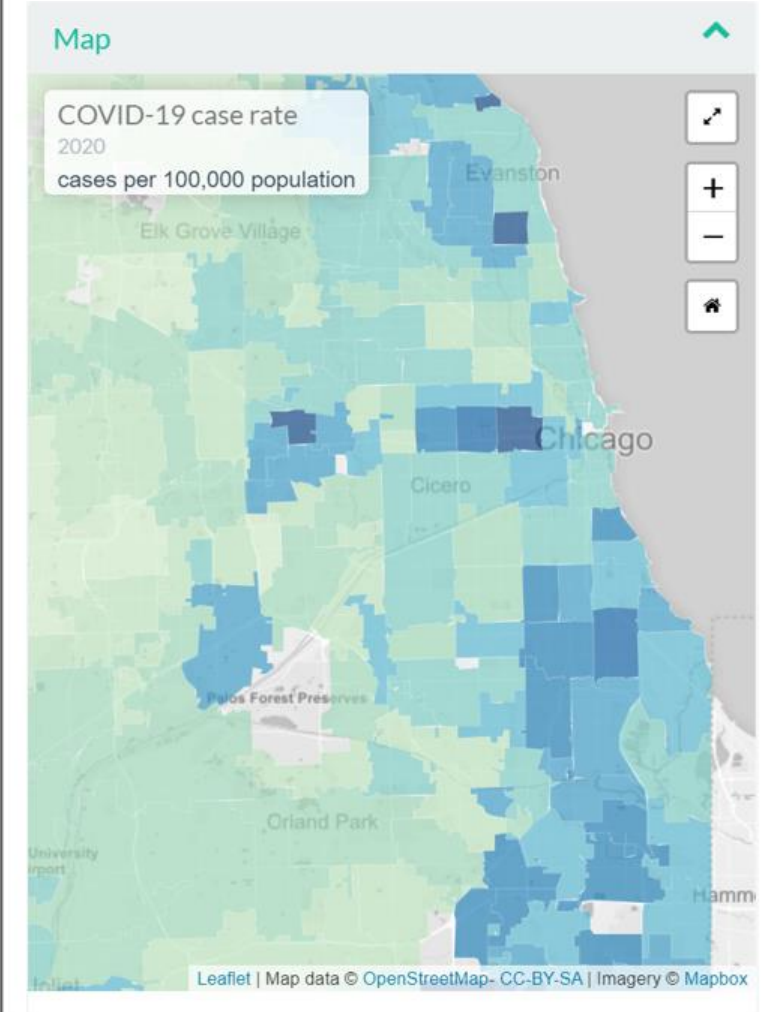 Map
COVID-19 case rate
2020
cases per 100,000 population
+
−
Evanston
Elk Grove Village
Chicago
Cicero
Palos Forest Preserves
Orland Park
University
irport
Hamm
Joliet
Leaflet | Map data © OpenStreetMap- CC-BY-SA | Imagery © Mapbox